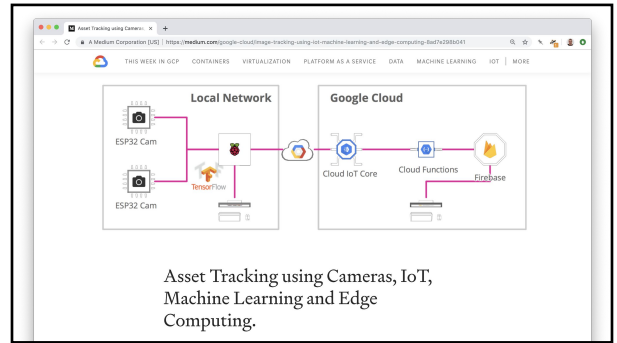 Asset Tracking using Cameras
A Medium Corporation [US] | https://medium.com/google-cloud/image-tracking-using-iot-machine-learning-and-edge-computing-8ad7e298b041
THIS WEEK IN GCP CONTAINERS VIRTUALIZATION PLATFORM AS A SERVICE DATA MACHINE LEARNING IOT | MORE
Local Network
Google Cloud
ESP32 Cam
TensorFlow
ESP32 Cam
Cloud IoT Core
Cloud Functions
Firebase
Asset Tracking using Cameras, IoT,
Machine Learning and Edge
Computing.